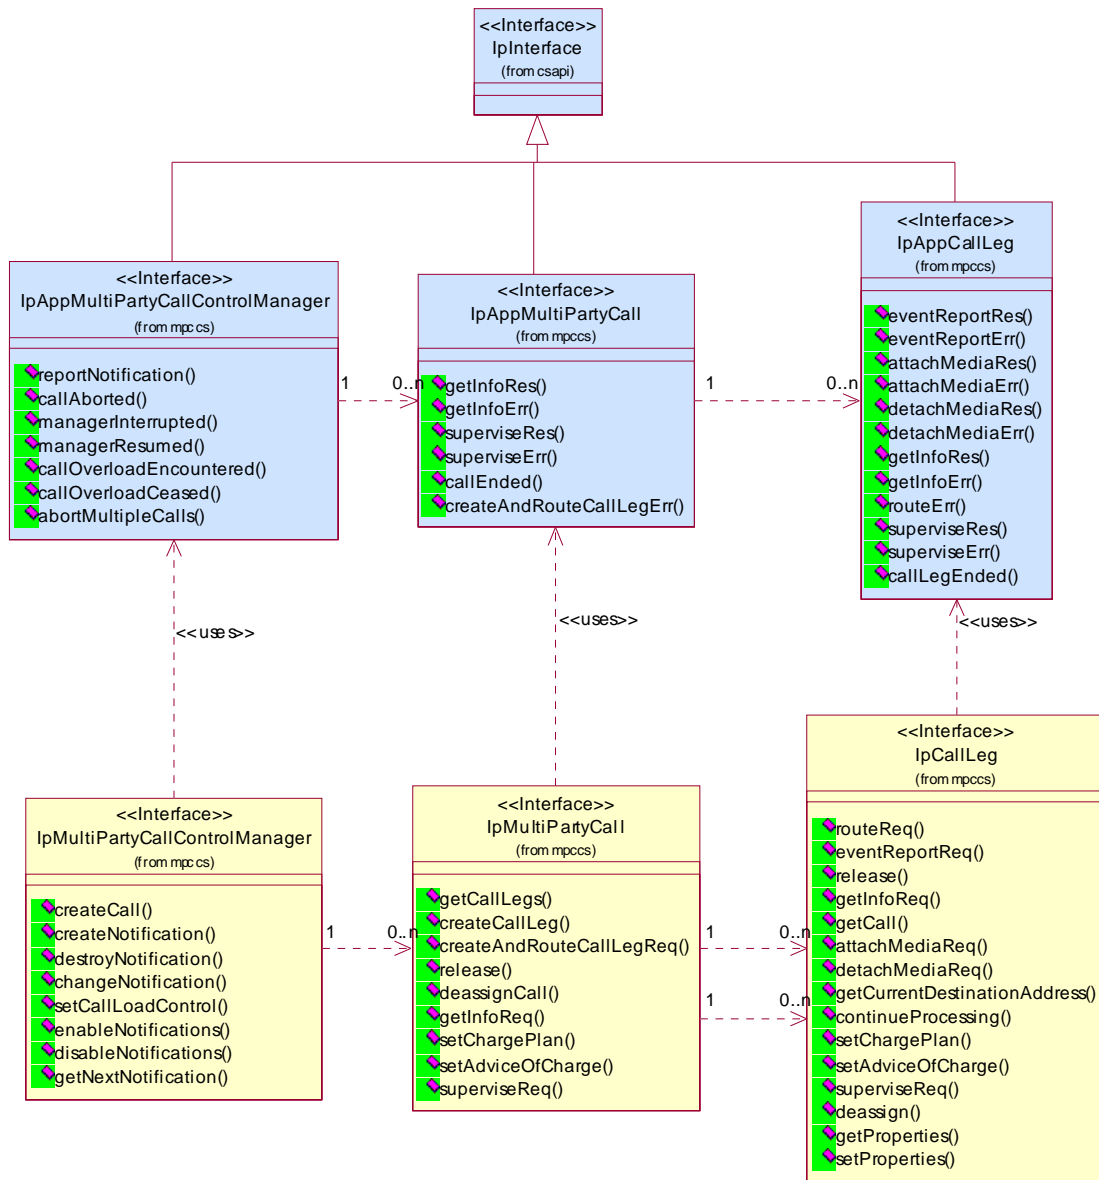 <<Interface>>
IpInterface
(from csapi)
<<Interface>>
IpAppCallLeg
(from mpccs)
eventReportRes()
eventReportErr()
attachMediaRes()
attachMediaErr()
detachMediaRes()
detachMediaErr()
getInfoRes()
getInfoErr()
routeErr()
superviseRes()
superviseErr()
callLegEnded()
<<Interface>>
IpAppMultiPartyCallControlManager
(from mpccs)
reportNotification()
callAborted()
managerInterrupted()
managerResumed()
callOverloadEncountered()
callOverloadCeased()
abortMultipleCalls()
1
0..n
<<Interface>>
IpAppMultiPartyCall
(from mpccs)
getInfoRes()
getInfoErr()
superviseRes()
superviseErr()
callEnded()
createAndRouteCallLegErr()
1
0..n
<<uses>>
<<uses>>
<<uses>>
<<Interface>>
IpMultiPartyCallControlManager
(from mpccs)
createCall()
createNotification()
destroyNotification()
changeNotification()
setCallLoadControl()
enableNotifications()
disableNotifications()
getNextNotification()
1
0..n
<<Interface>>
IpMultiPartyCall
(from mpccs)
getCallLegs()
createCallLeg()
createAndRouteCallLegReq()
release()
deassignCall()
getInfoReq()
setChargePlan()
setAdviceOfCharge()
superviseReq()
1
0..n
1
0..n
<<Interface>>
IpCallLeg
(from mpccs)
routeReq()
eventReportReq()
release()
getInfoReq()
getCall()
attachMediaReq()
detachMediaReq()
getCurrentDestinationAddress()
continueProcessing()
setChargePlan()
setAdviceOfCharge()
superviseReq()
deassign()
getProperties()
setProperties()